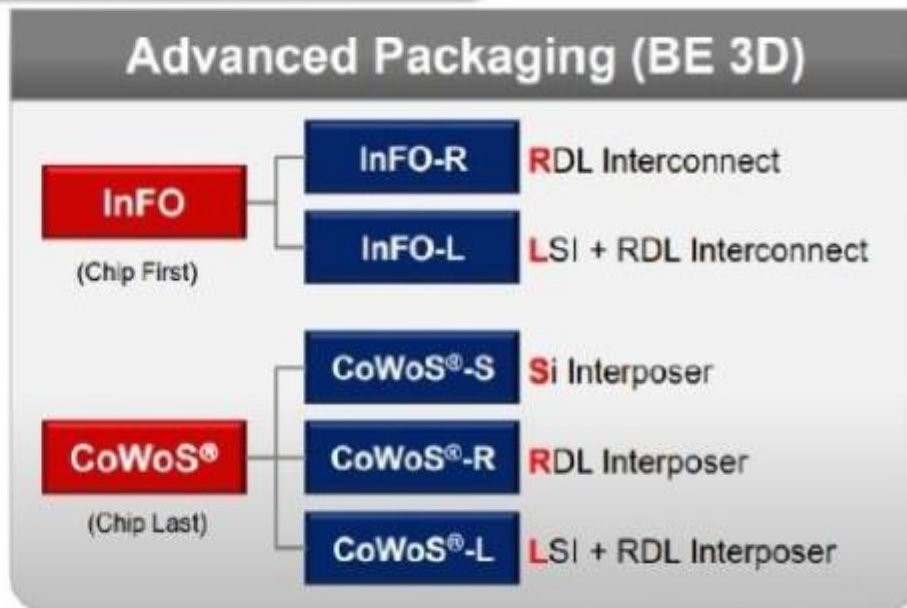 Advanced Packaging (BE 3D)
InFO
(Chip First)
InFO-R RDL Interconnect
InFO-L LSI + RDL Interconnect
CoWoS®
(Chip Last)
CoWoS®-S Si Interposer
CoWoS®-R RDL Interposer
CoWoS®-L LSI + RDL Interposer